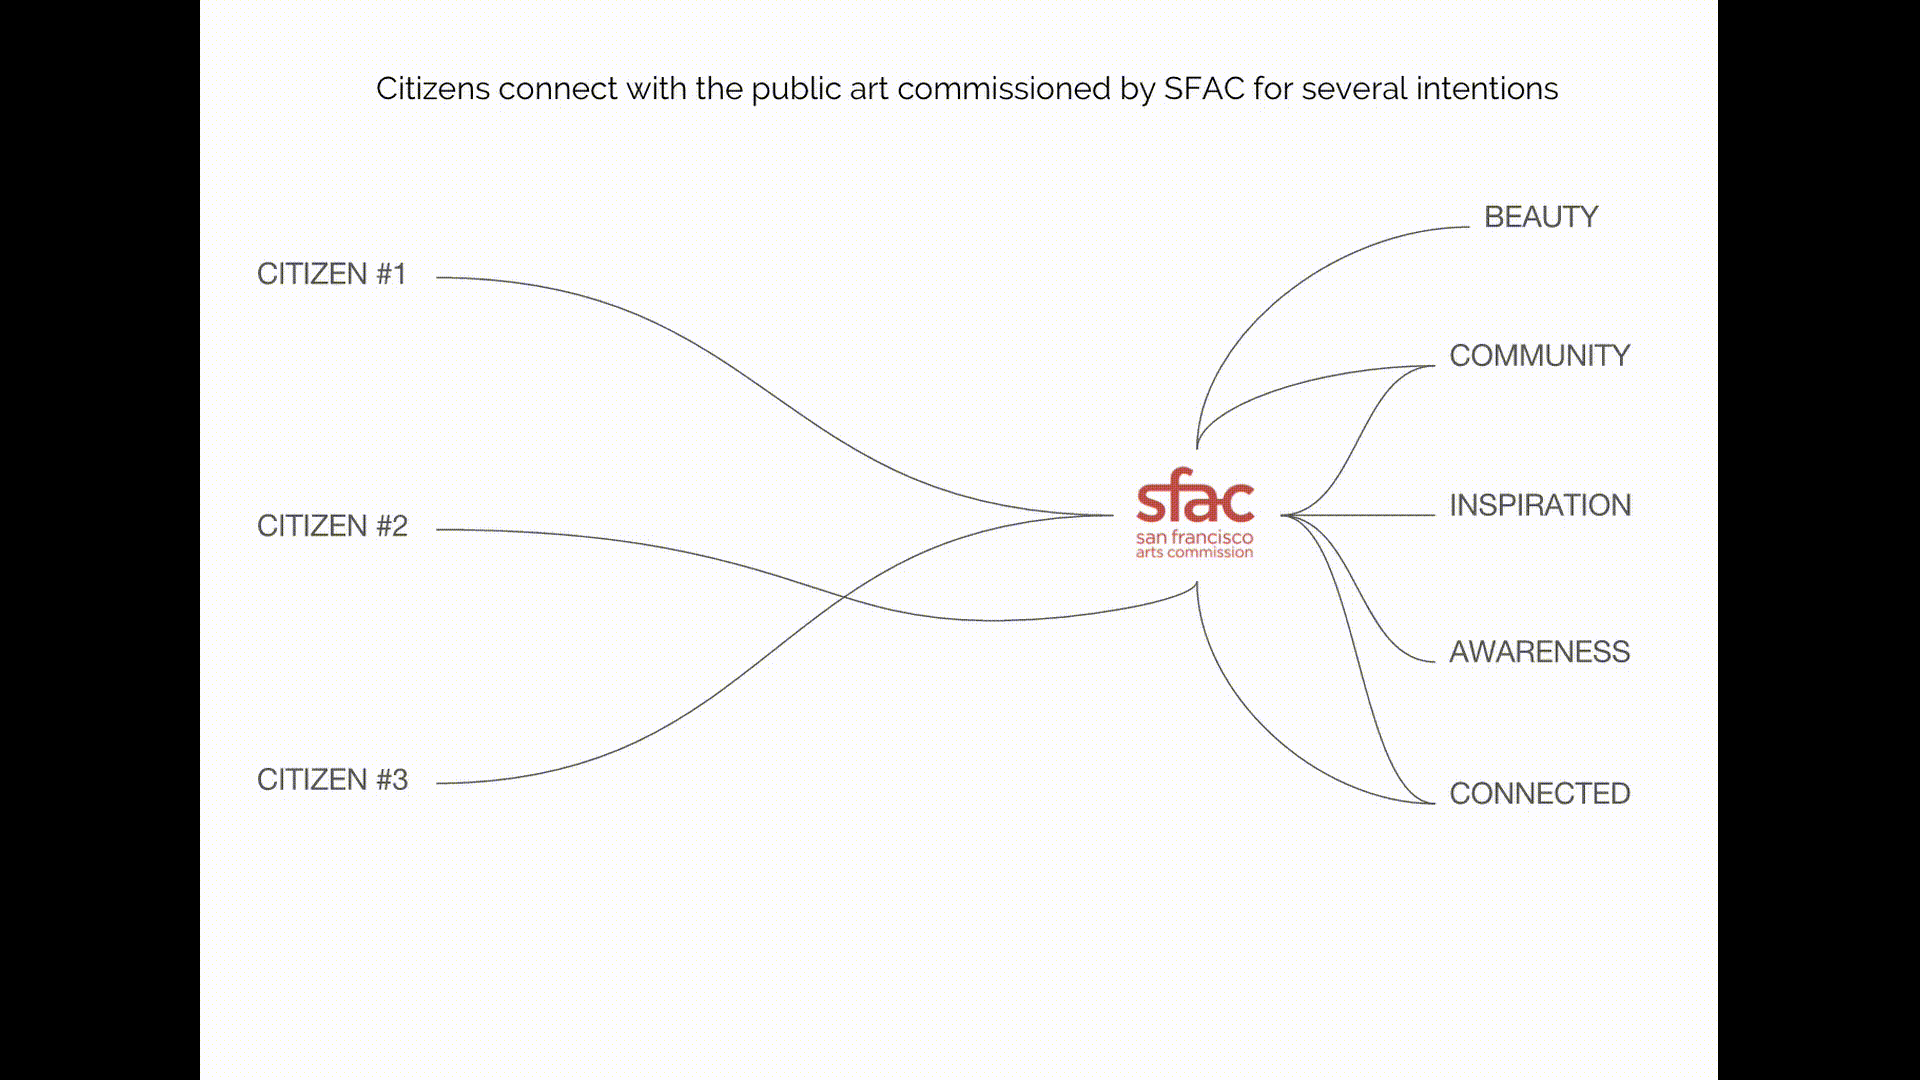 Citizens connect with the public art commissioned by SFAC for several intentions
BEAUTY
CITIZEN #1
COMMUNITY
sfac
san francisco
arts commission
INSPIRATION
CITIZEN #2
AWARENESS
CITIZEN #3
CONNECTED